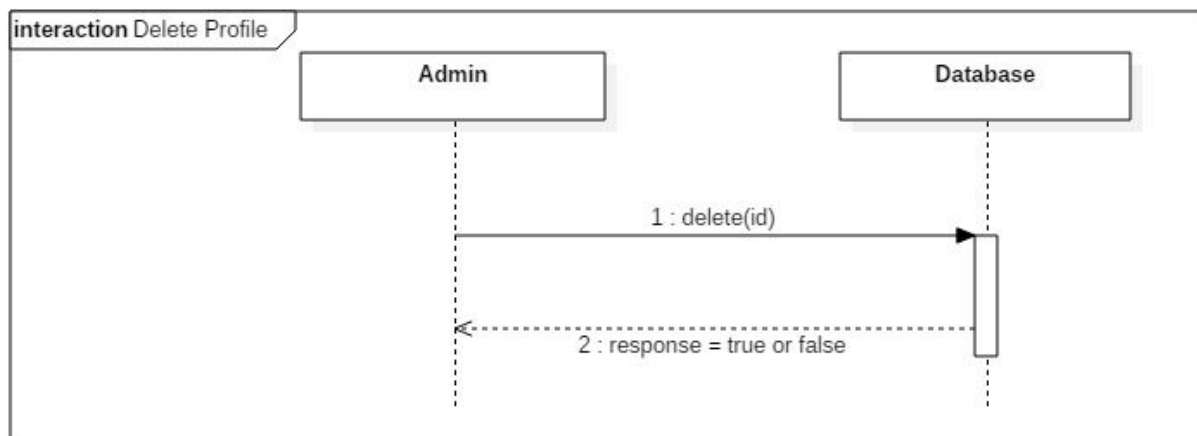 interaction Delete Profile
Admin
Database
1 : delete(id)
2 : response = true or false